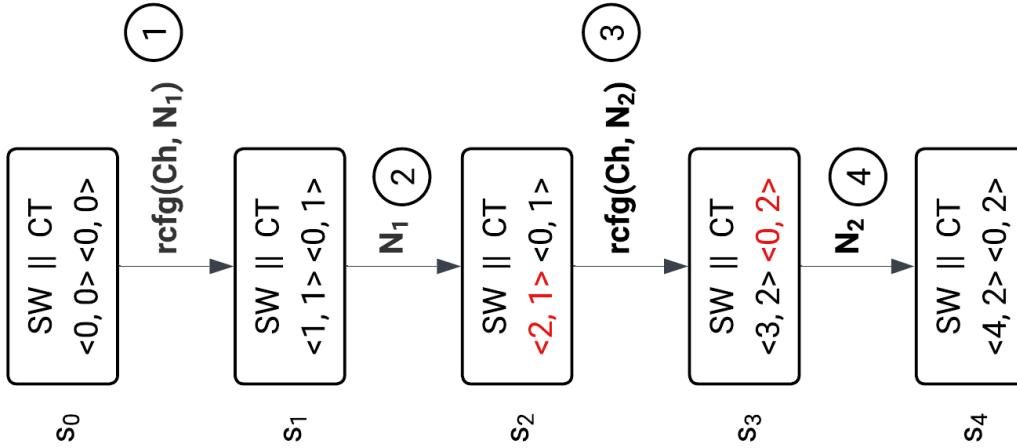 s₀
SW || CT
<0, 0> <0, 0>
rcfg(Ch, N₁)
1
s₁
SW || CT
<1, 1> <0, 1>
N₁
2
s₂
SW || CT
<2, 1> <0, 1>
rcfg(Ch, N₂)
3
s₃
SW || CT
<3, 2> <0, 2>
N₂
4
s₄
SW || CT
<4, 2> <0, 2>